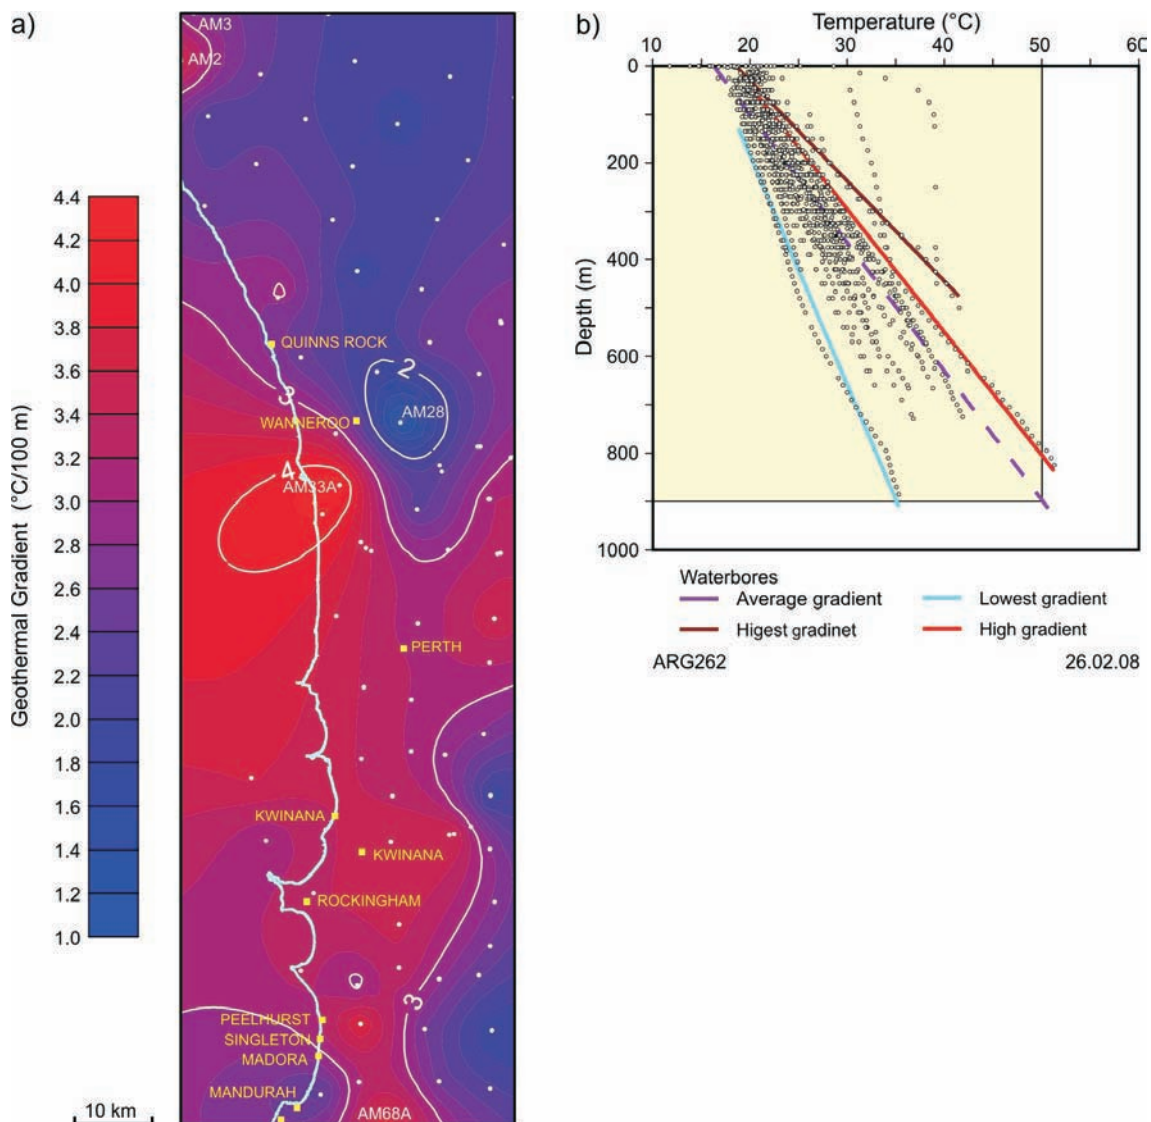 a)
AM3
AM2
4.4
4.2
4.0
3.8
3.6
3.4
3.2
3.0
2.8
2.6
2.4
2.2
2.0
1.8
1.6
1.4
1.2
1.0
Geothermal Gradient (°C/100 m)
QUINNS ROCK
2
3
AM28
WANNEROO
4
AM33A
PERTH
KWINANA
KWINANA
ROCKINGHAM
3
PEELHURST
SINGLETON
MADORA
MANDURAH
AM68A
10 km
b)
Temperature (°C)
10 20 30 40 50 60
0
200
400
600
800
1000
Depth (m)
Waterbores
Average gradient
Lowest gradient
Higest gradinet
High gradient
ARG262
26.02.08